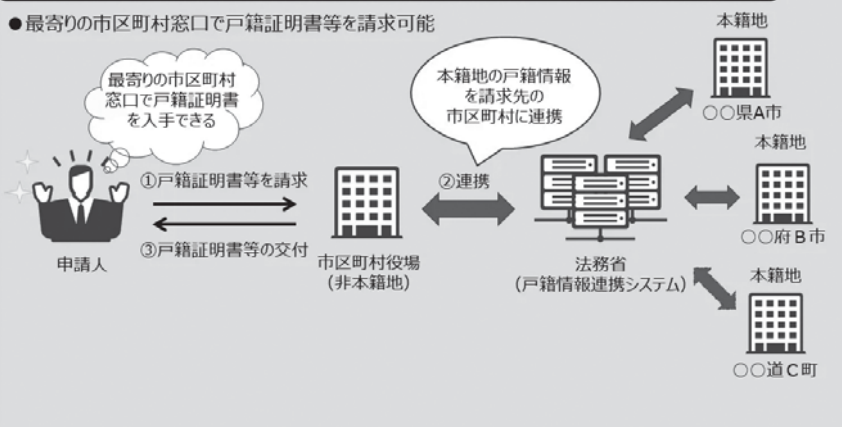 ●最寄りの市区町村窓口で戸籍証明書等を請求可能
最寄りの市区町村
窓口で戸籍証明書
を入手できる
本籍地の戸籍情報
を請求先の
市区町村に連携
①戸籍証明書等を請求
②連携
③戸籍証明書等の交付
申請人
市区町村役場
(非本籍地)
法務省
(戸籍情報連携システム)
本籍地
〇〇県A市
本籍地
〇〇府B市
本籍地
〇〇道C町